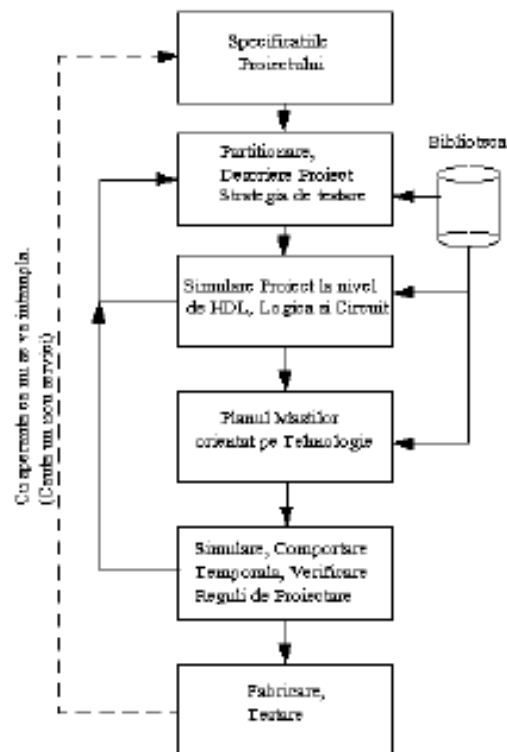 Specificatiile
Proiectului
Partitionare,
Descriere Proiect
Strategia de testare
Biblioteca
Simulare Proiect la nivel
de HDL, Logica si Circuit
Planul Mastilor
orientat pe Tehnologie
Simulare, Comportare
Temporala, Verificare
Reguli de Proiectare
Fabricare,
Testare
Cu speranta ca nu se va intampla.
(Cauta un nou servici)